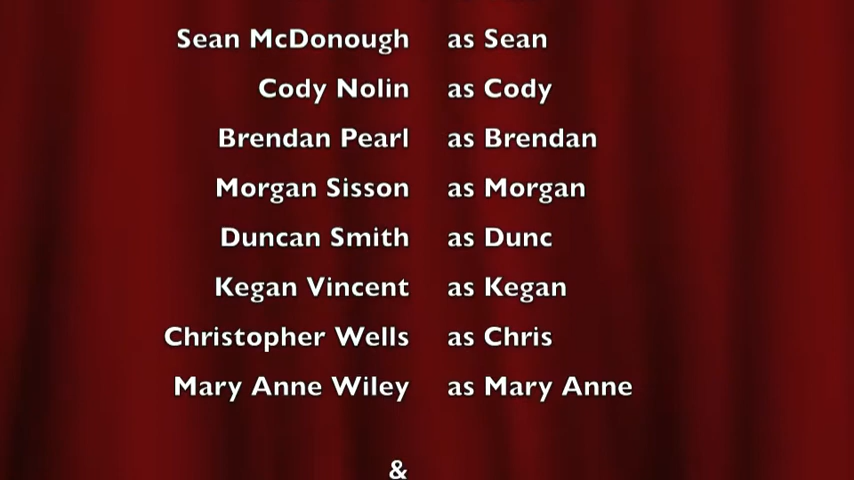 Sean McDonough as Sean
Cody Nolin as Cody
Brendan Pearl as Brendan
Morgan Sisson as Morgan
Duncan Smith as Dunc
Kegan Vincent as Kegan
Christopher Wells as Chris
Mary Anne Wiley as Mary Anne
&